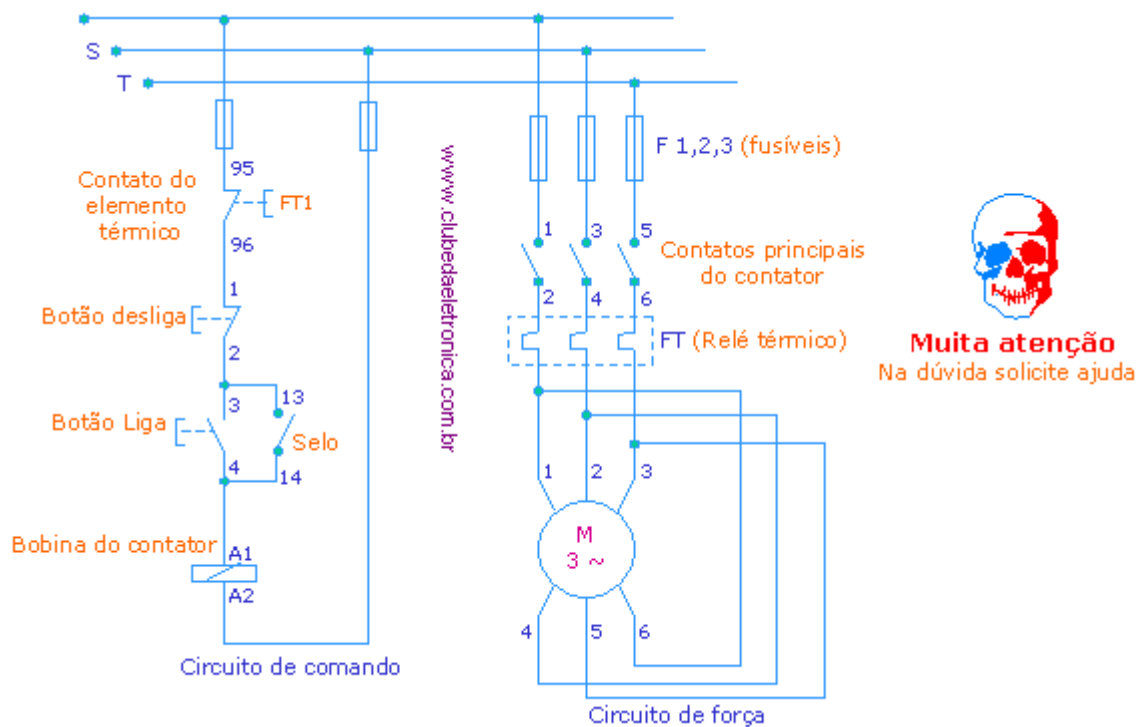 S
T
95
Contato do
elemento
térmico
FT1
96
1
Botão desliga
2
3
13
Botão Liga
Selo
4
14
Bobina do contator
A1
A2
Circuito de comando
www.clubedaeletronica.com.br
F 1,2,3 (fusíveis)
1
3
5
Contatos principais
do contator
2
4
6
FT (Relé térmico)
1
2
3
M
3 ~
4
5
6
Circuito de força
Muita atenção
Na dúvida solicite ajuda